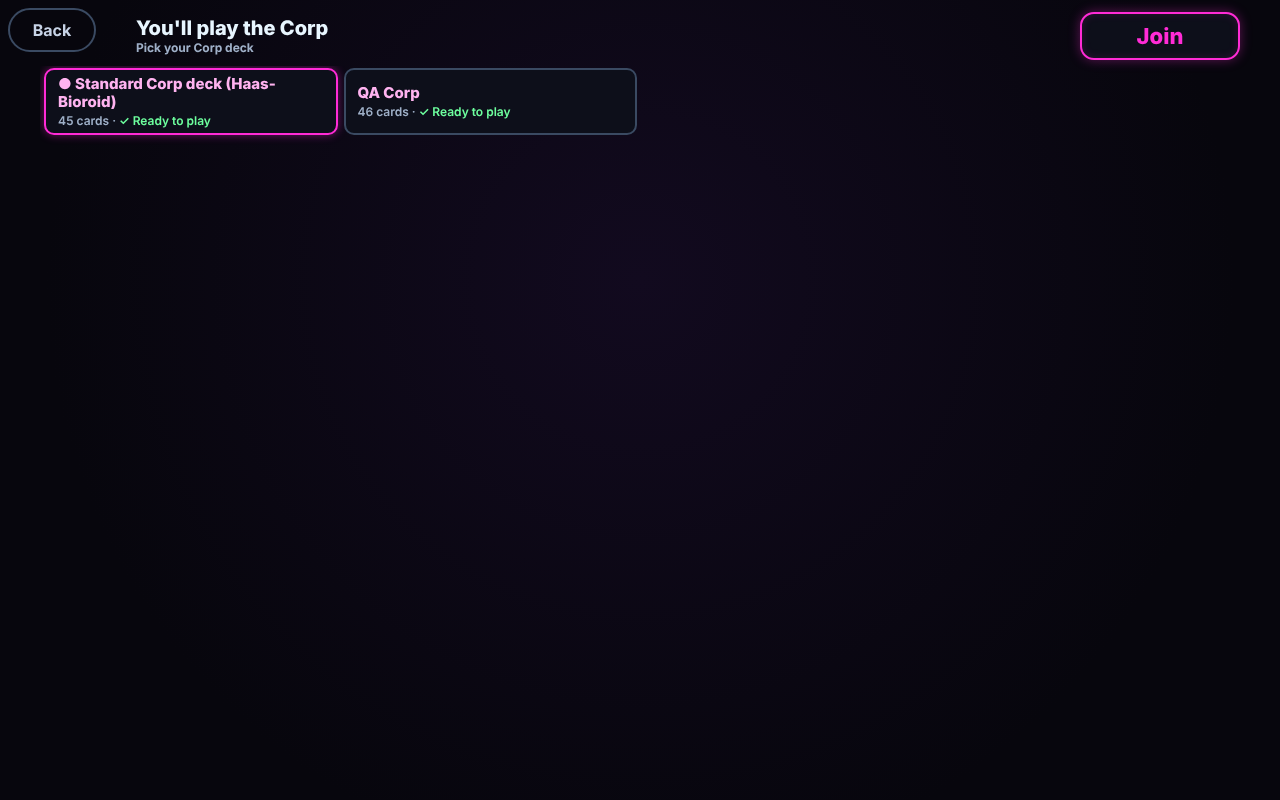 Back
You'll play the Corp
Pick your Corp deck
Join
● Standard Corp deck (Haas-
Bioroid)
45 cards · ✓ Ready to play
QA Corp
46 cards · ✓ Ready to play